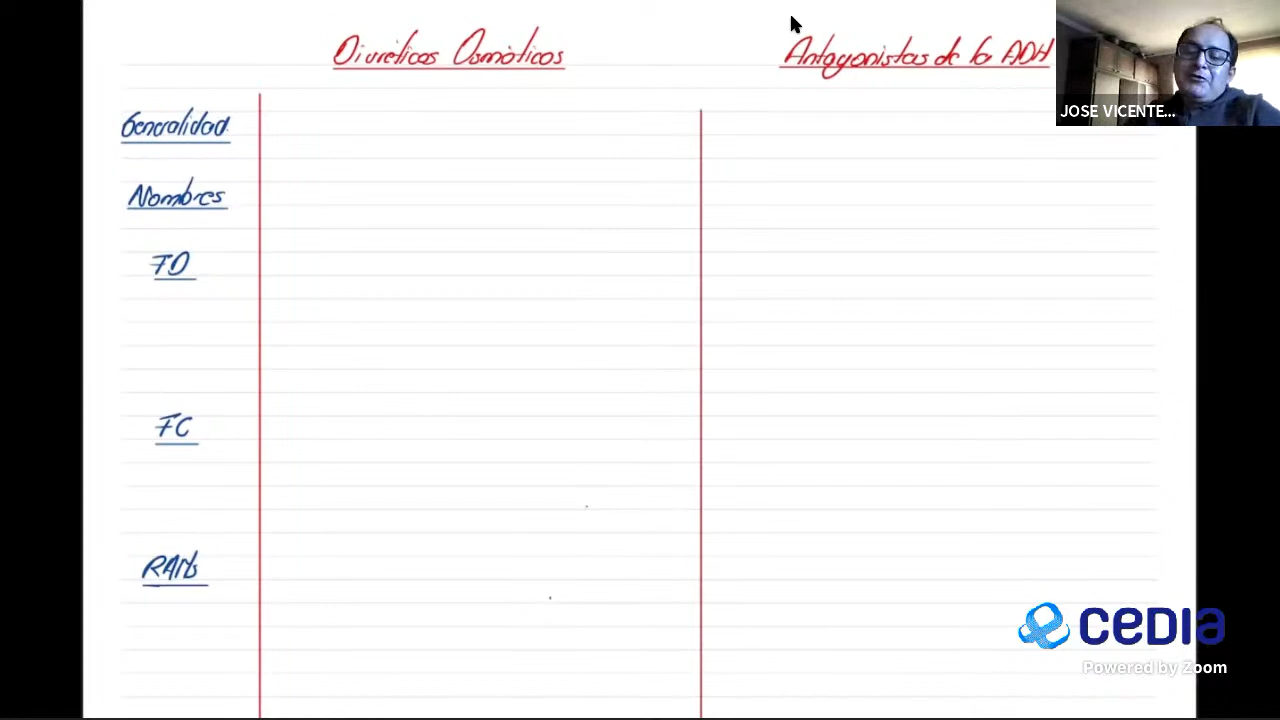 Diuréticos Osmóticos
Antagonistas de la ADH
Generalidad
Nombres
FD
FC
RAMs
JOSE VICENTE...
CEDIA
Powered by Zoom